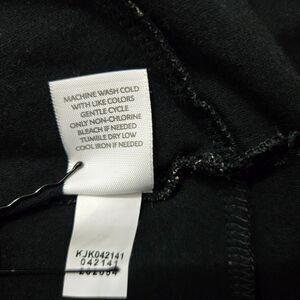 MACHINE WASH COLD
WITH LIKE COLORS
GENTLE CYCLE
ONLY NON-CHLORINE
BLEACH IF NEEDED
TUMBLE DRY LOW
COOL IRON IF NEEDED
KJK042141
042141